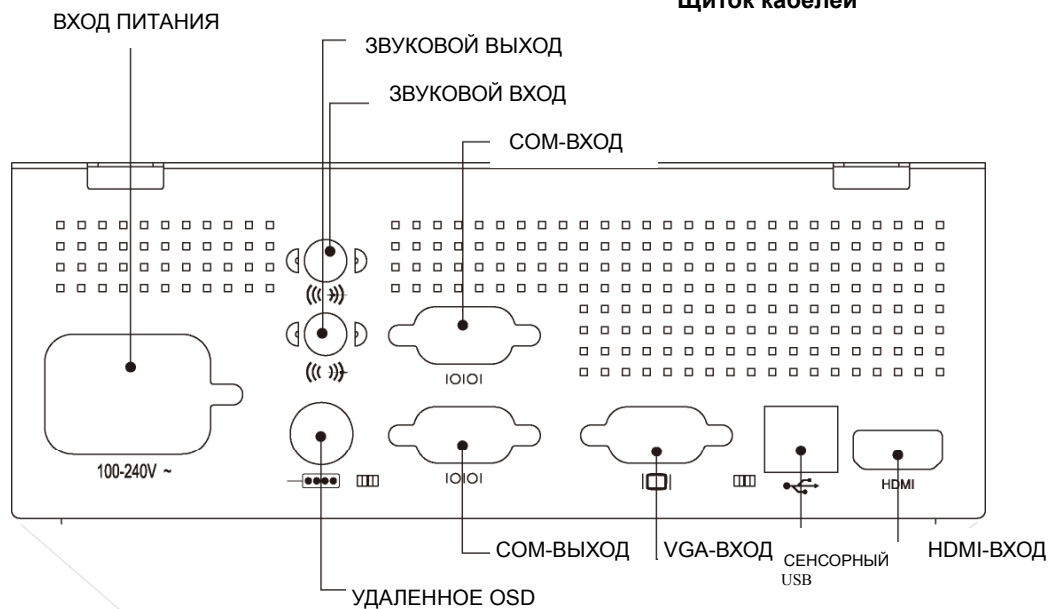 Щиток кабелей
ВХОД ПИТАНИЯ
ЗВУКОВОЙ ВЫХОД
ЗВУКОВОЙ ВХОД
COM-ВХОД
IOIOI
100-240V ~
IOIOI
HDMI
COM-ВЫХОД
VGA-ВХОД
СЕНСОРНЫЙ
USB
HDMI-ВХОД
УДАЛЕННОЕ OSD